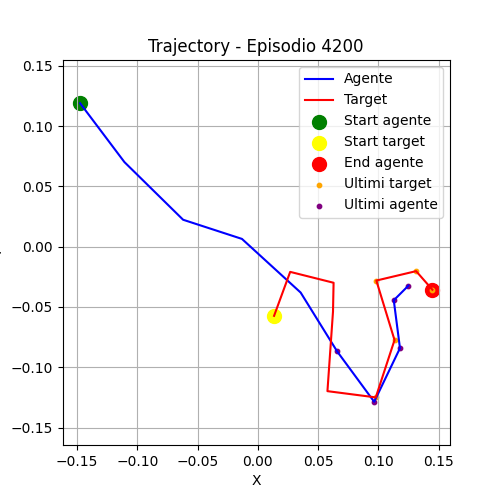 Trajectory - Episodio 4200
Agente
Target
Start agente
Start target
End agente
Ultimi target
Ultimi agente
0.15
0.10
0.05
0.00
−0.05
−0.10
−0.15
−0.15 −0.10 −0.05 0.00 0.05 0.10 0.15
X